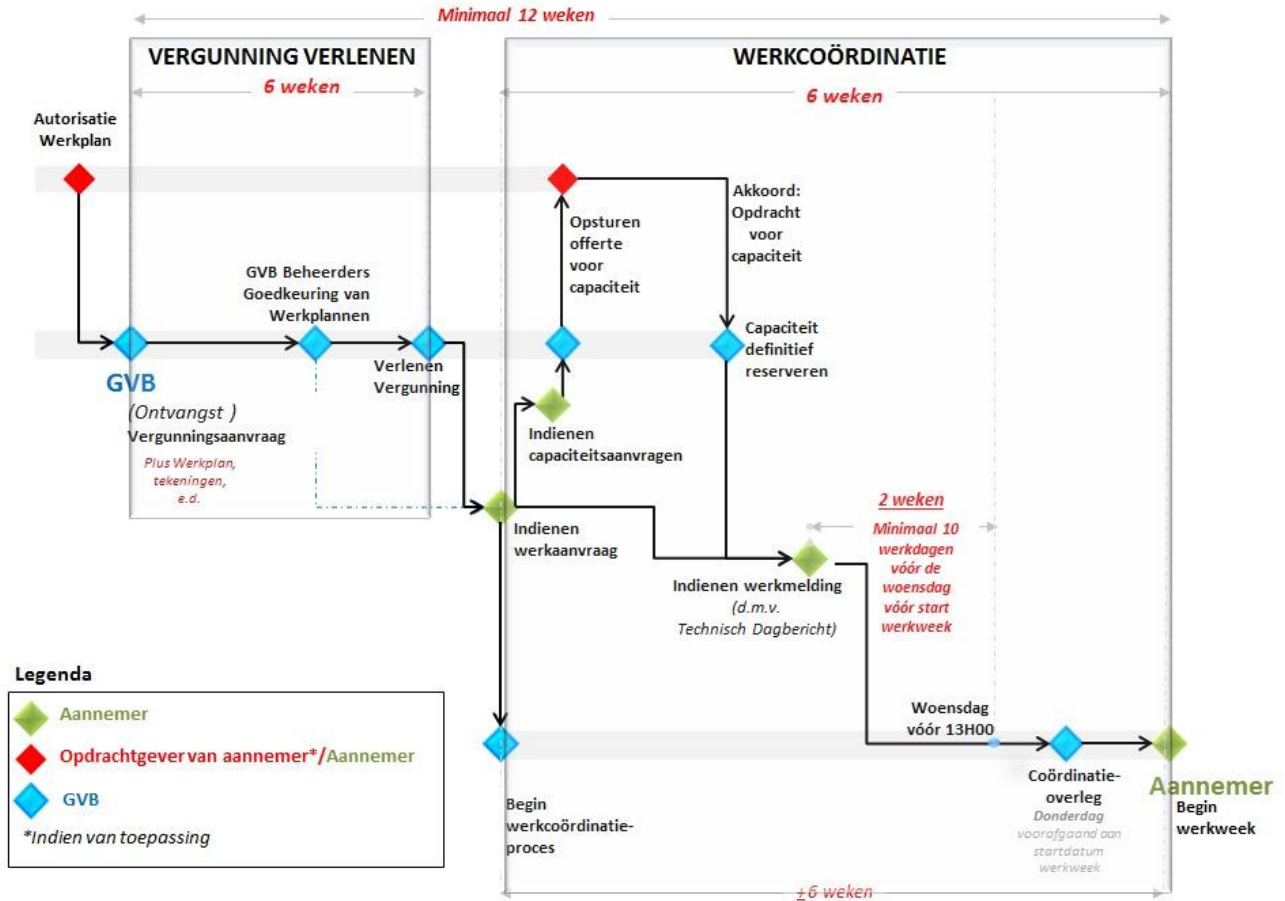 Minimaal 12 weken
VERGUNNING VERLENEN
6 weken
WERKCOÖRDINATIE
6 weken
Autorisatie
Werkplan
GVB Beheerders
Goedkeuring van
Werkplannen
GVB
(Ontvangst )
Vergunningsaanvraag
Plus Werkplan,
tekeningen,
e.d.
Verlenen
Vergunning
Opsturen
offerte
voor
capaciteit
Akkoord:
Opdracht
voor
capaciteit
Capaciteit
definitief
reserveren
Indienen
capaciteitsaanvragen
Indienen
werkaanvraag
Indienen werkmelding
(d.m.v.
Technisch Dagbericht)
2 weken
Minimaal 10
werkdagen
vóór de
woensdag
vóór start
werkweek
Woensdag
vóór 13H00
Begin
werkcoördinatie-
proces
Coördinatie-
overleg
Donderdag
voorafgaand aan
startdatum
werkweek
Aannemer
Begin
werkweek
±6 weken
Legenda
Aannemer
Opdrachtgever van aannemer*/Aannemer
GVB
*Indien van toepassing